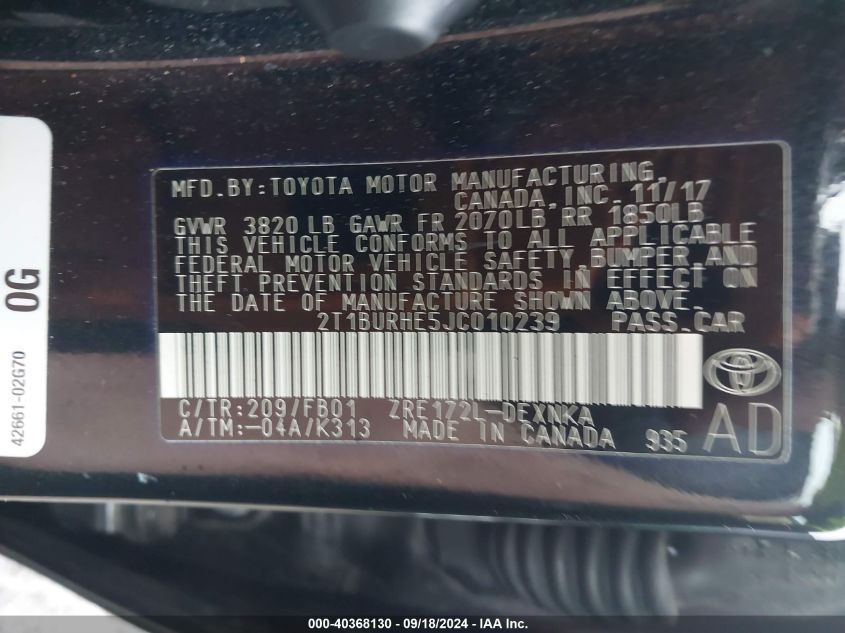 MFD.BY:TOYOTA MOTOR MANUFACTURING,
CANADA,INC. 11/17
GVWR 3820 LB GAWR FR 2070LB RR 1850LB
THIS VEHICLE CONFORMS TO ALL APPLICABLE
FEDERAL MOTOR VEHICLE SAFETY,BUMPER,AND
THEFT PREVENTION STANDARDS IN EFFECT ON
THE DATE OF MANUFACTURE SHOWN ABOVE.
2T1BURHE5JC010239 PASS.CAR
C/TR:209/FB01 ZRE172L-DEXNKA
A/TM:-04A/K313 MADE IN CANADA 935 AD
0G
42661-02G70
000-40368130 - 09/18/2024 - IAA Holdings, Inc.